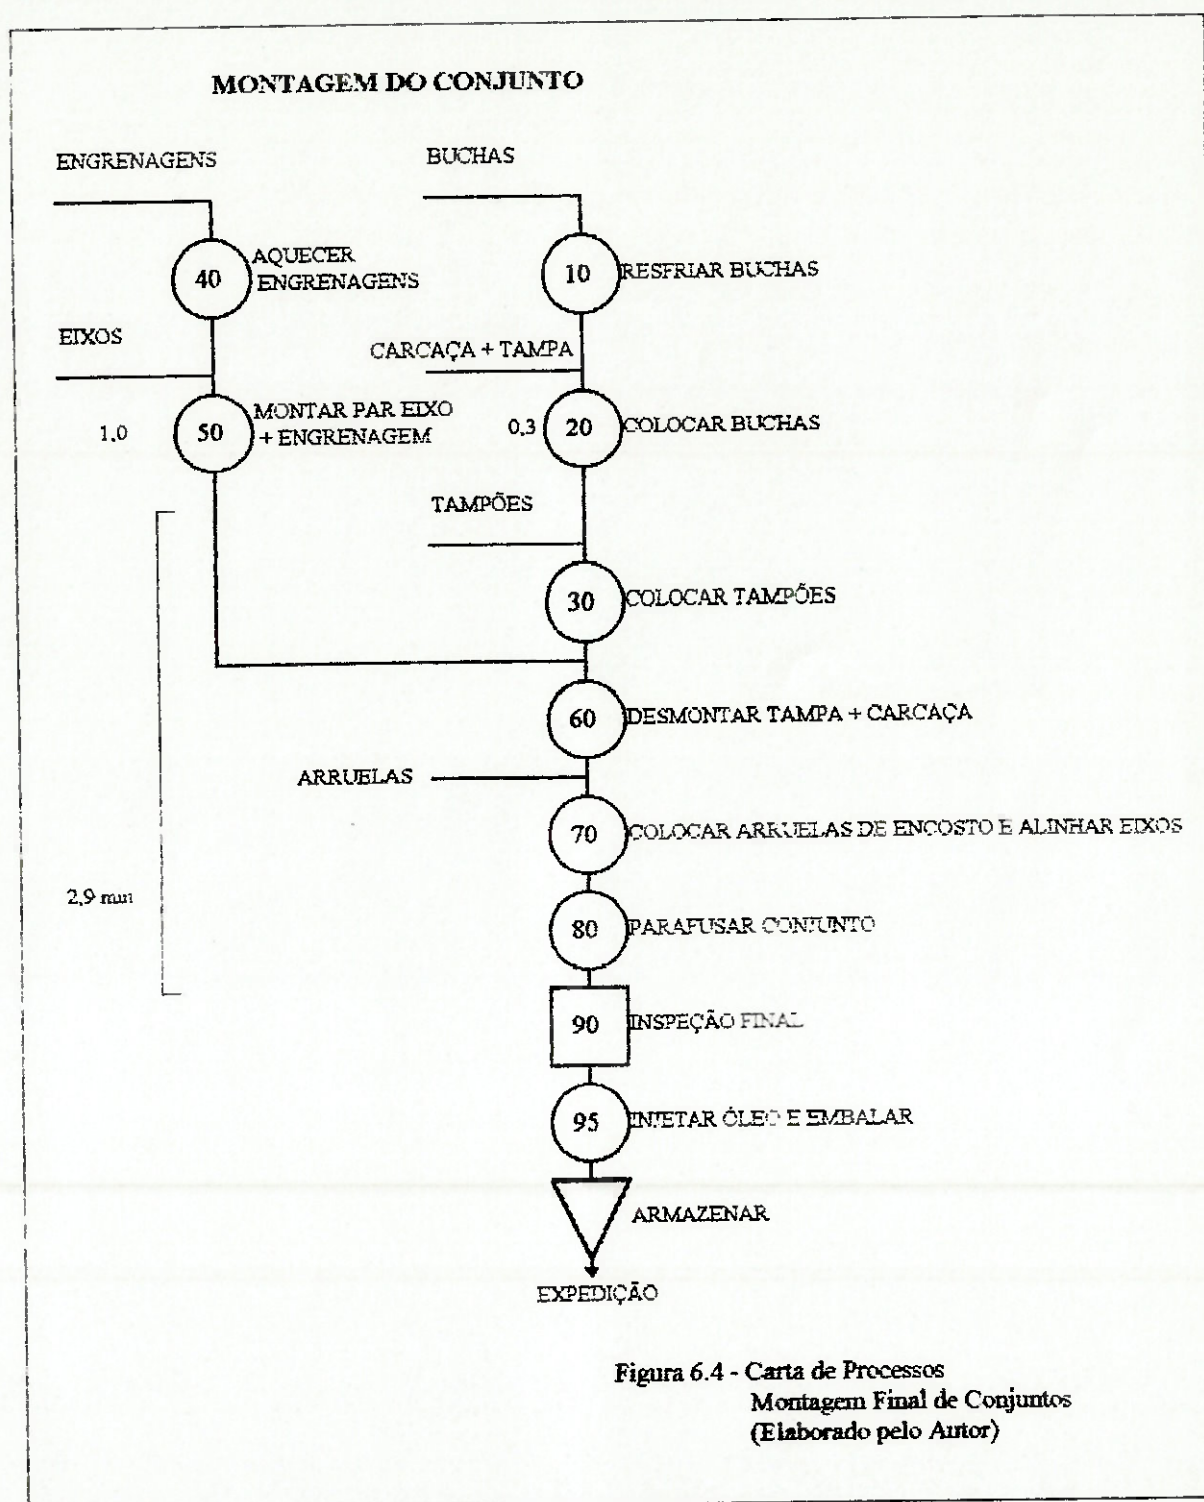 MONTAGEM DO CONJUNTO
ENGRENAGENS
BUCHAS
40
AQUECER
ENGRENAGENS
10
RESFRIAR BUCHAS
EIXOS
CARCAÇA + TAMPA
1,0
50
MONTAR PAR EIXO
+ ENGRENAGEM
0,3
20
COLOCAR BUCHAS
TAMPÕES
30
COLOCAR TAMPÕES
60
DESMONTAR TAMPA + CARCAÇA
ARRUELAS
70
COLOCAR ARRUELAS DE ENCOSTO E ALINHAR EIXOS
2,9 min
80
PARAFUSAR CONJUNTO
90
INSPEÇÃO FINAL
95
INJETAR ÓLEO E EMBALAR
ARMAZENAR
EXPEDIÇÃO
Figura 6.4 - Carta de Processos
Montagem Final de Conjuntos
(Elaborado pelo Autor)